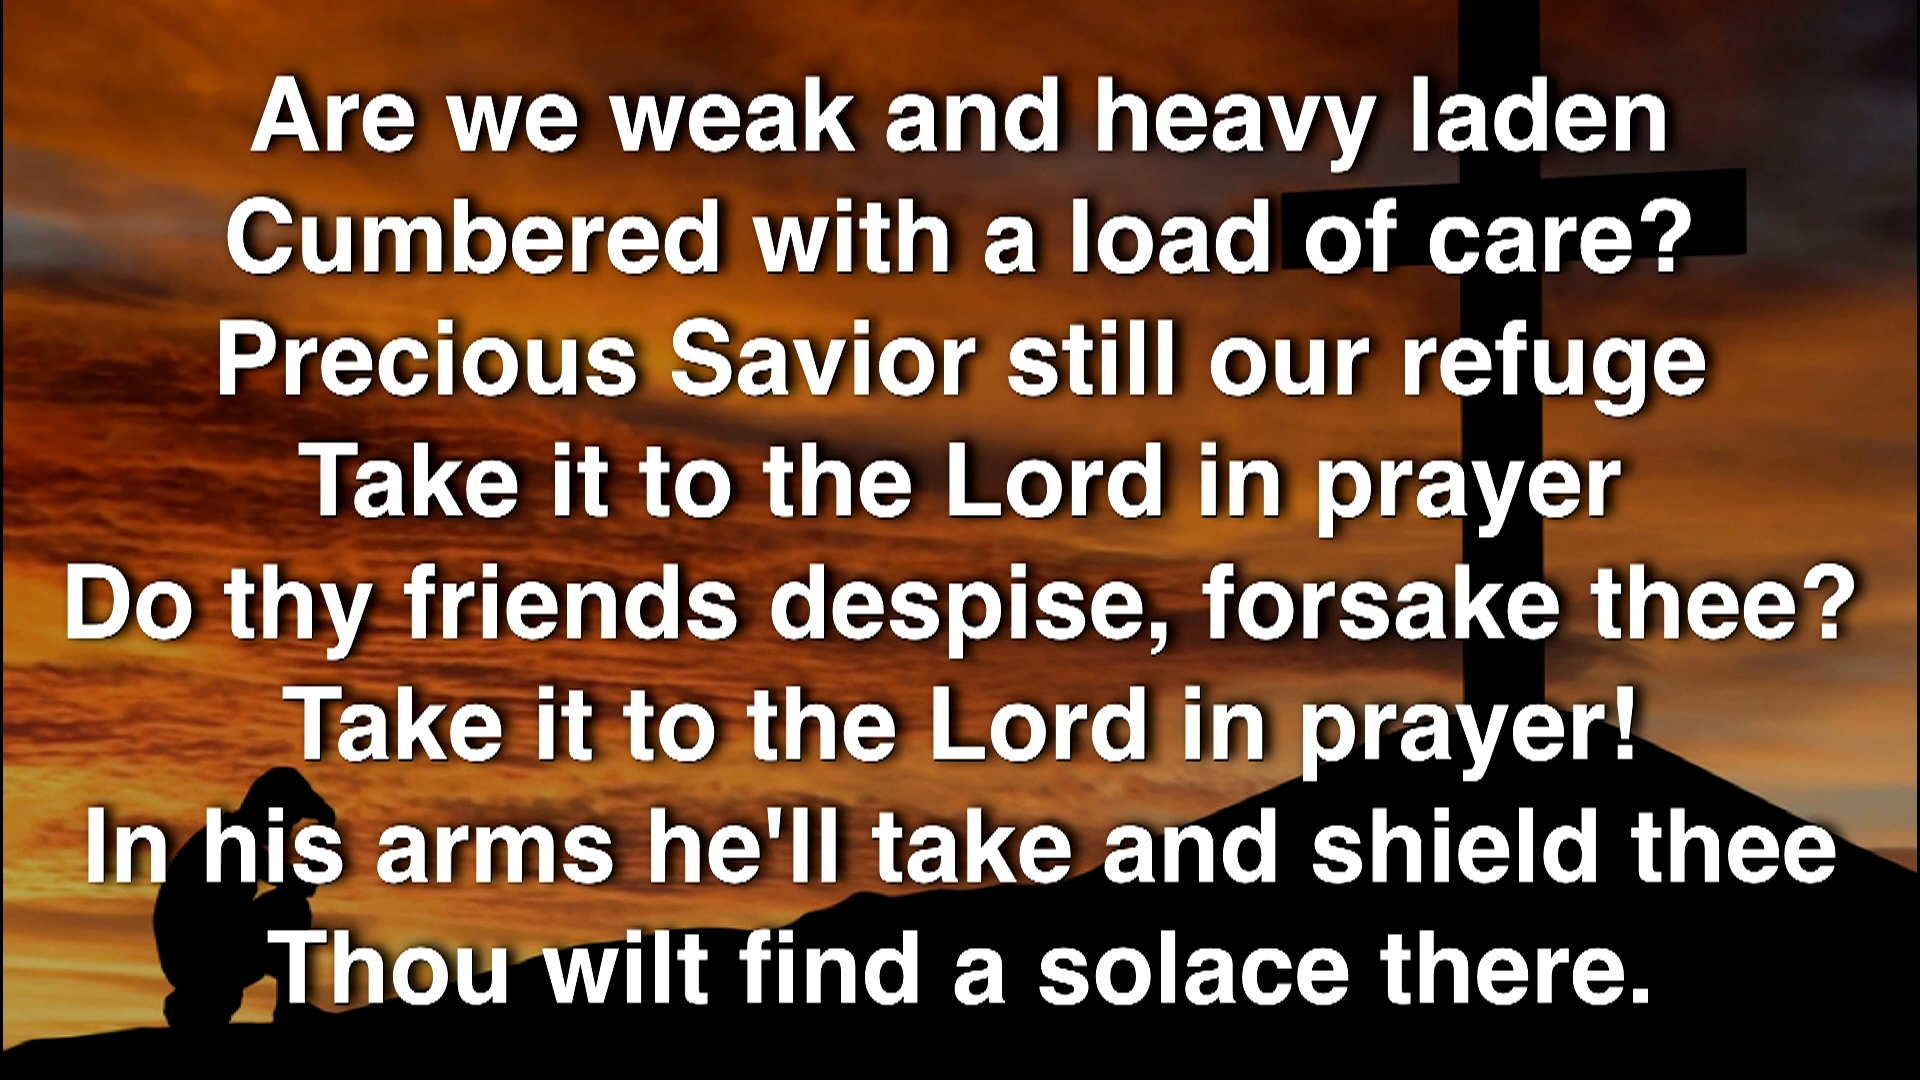 Are we weak and heavy laden
Cumbered with a load of care?
Precious Savior still our refuge
Take it to the Lord in prayer
Do thy friends despise, forsake thee?
Take it to the Lord in prayer!
In his arms he'll take and shield thee
Thou wilt find a solace there.